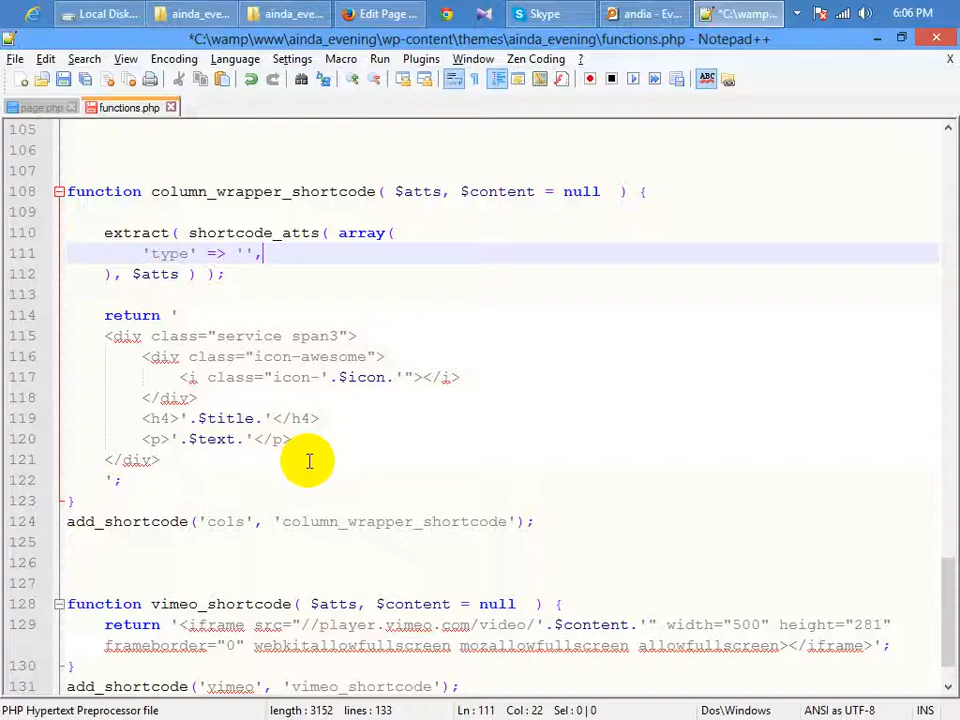 Local Disk...
ainda_eve...
ainda_eve...
Edit Page ...
Skype
andia - Ev...
*C:\wamp...
6:06 PM
*C:\wamp\www\ainda_evening\wp-content\themes\ainda_evening\functions.php - Notepad++
File Edit Search View Encoding Language Settings Macro Run Plugins Window Zen Coding ? X
page.php functions.php
105
106
107
108 function column_wrapper_shortcode( $atts, $content = null  ) {
109
110 extract( shortcode_atts( array(
111 'type' => '',
112 ), $atts ) );
113
114 return '
115 <div class="service span3">
116 <div class="icon-awesome">
117 <i class="icon-'.$icon.'"></i>
118 </div>
119 <h4>'.$title.'</h4>
120 <p>'.$text.'</p>
121 </div>
122 ';
123 }
124 add_shortcode('cols', 'column_wrapper_shortcode');
125
126
127
128 function vimeo_shortcode( $atts, $content = null  ) {
129 return '<iframe src="//player.vimeo.com/video/'.$content.'" width="500" height="281"
frameborder="0" webkitallowfullscreen mozallowfullscreen allowfullscreen></iframe>';
130 }
131 add_shortcode('vimeo', 'vimeo_shortcode');
PHP Hypertext Preprocessor file length : 3152 lines : 133 Ln : 111 Col : 22 Sel : 0 | 0 Dos\Windows ANSI as UTF-8 INS